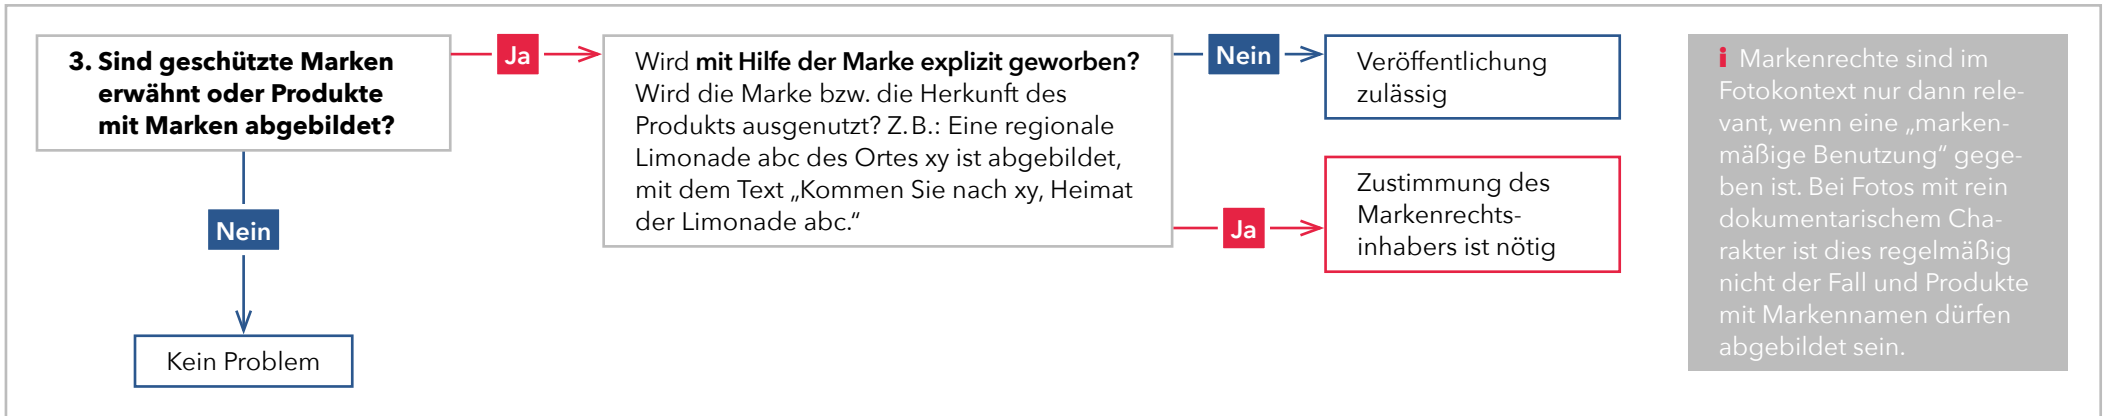 3. Sind geschützte Marken
erwähnt oder Produkte
mit Marken abgebildet?
Ja
Nein
Kein Problem
Wird mit Hilfe der Marke explizit geworben?
Wird die Marke bzw. die Herkunft des
Produkts ausgenutzt? Z.B.: Eine regionale
Limonade abc des Ortes xy ist abgebildet,
mit dem Text „Kommen Sie nach xy, Heimat
der Limonade abc.“
Nein
Veröffentlichung
zulässig
Ja
Zustimmung des
Markenrechts-
inhabers ist nötig
i Markenrechte sind im
Fotokontext nur dann rele-
vant, wenn eine „marken-
mäßige Benutzung“ gege-
ben ist. Bei Fotos mit rein
dokumentarischem Cha-
rakter ist dies regelmäßig
nicht der Fall und Produkte
mit Markennamen dürfen
abgebildet sein.